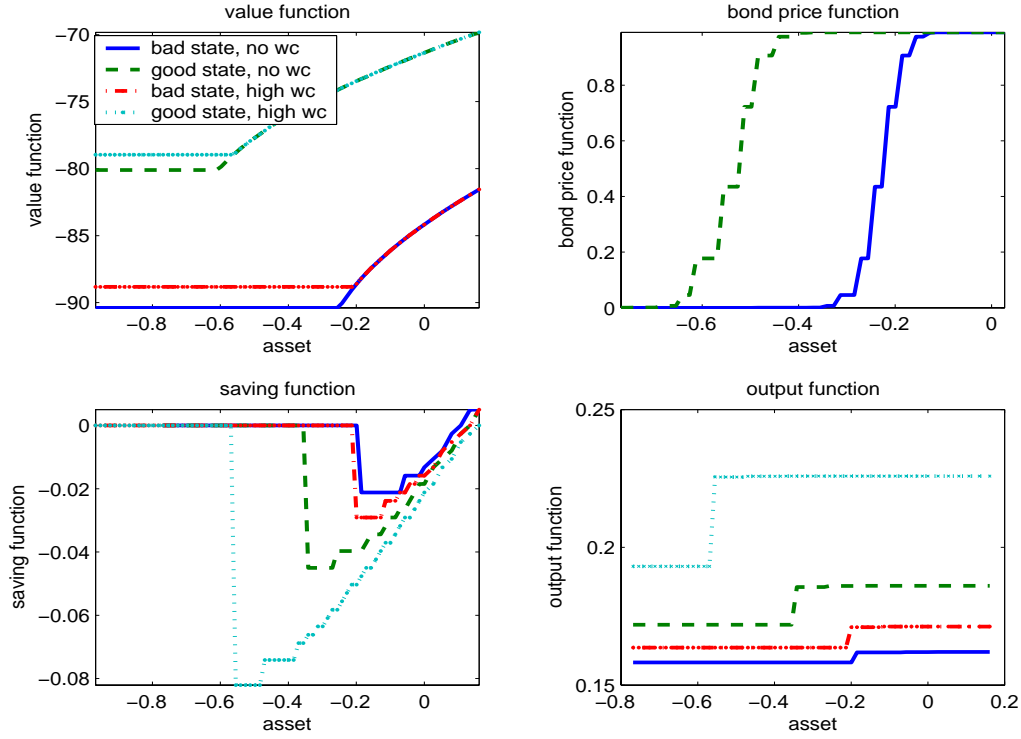 value function
−70
−75
−80
−85
−90
value function
−0.8
−0.6
−0.4
−0.2
0
asset
bad state, no wc
good state, no wc
bad state, high wc
good state, high wc
bond price function
0.8
0.6
0.4
0.2
0
bond price function
−0.6
−0.4
−0.2
0
asset
saving function
0
−0.02
−0.04
−0.06
−0.08
saving function
−0.8
−0.6
−0.4
−0.2
0
asset
output function
0.25
0.2
0.15
output function
−0.8
−0.6
−0.4
−0.2
0
0.2
asset